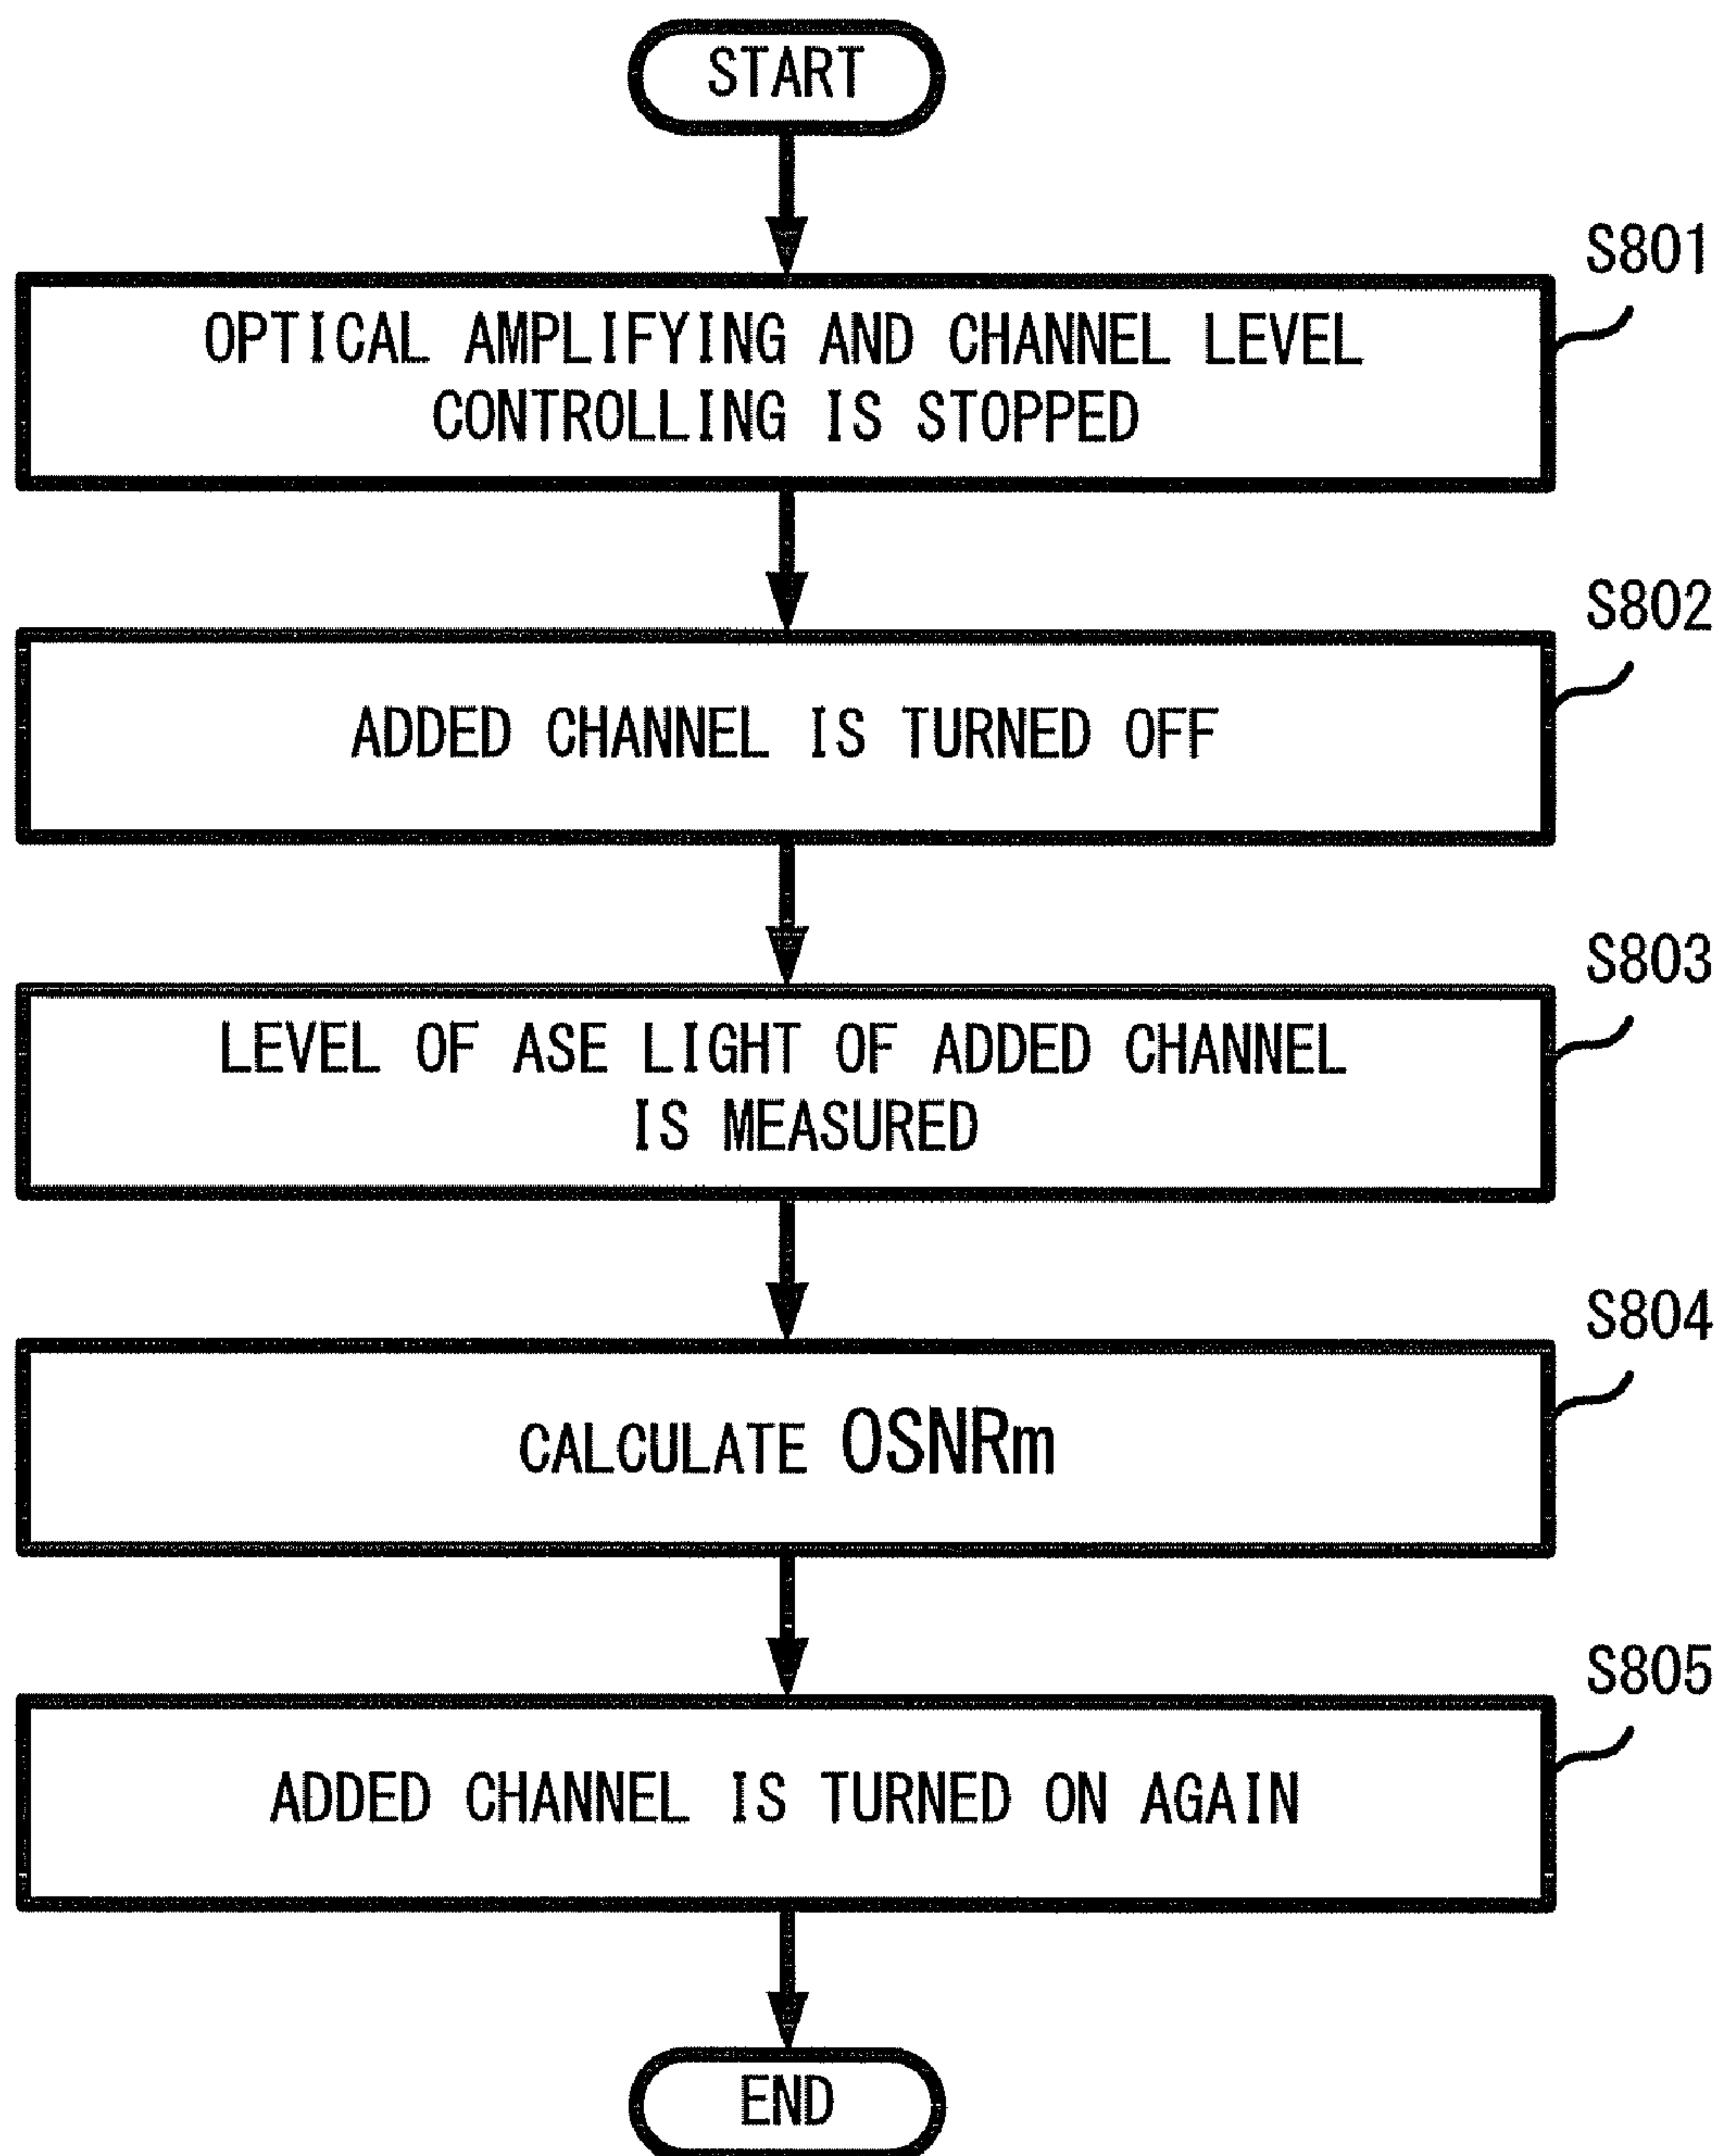 START
S801
OPTICAL AMPLIFYING AND CHANNEL LEVEL
CONTROLLING IS STOPPED
S802
ADDED CHANNEL IS TURNED OFF
S803
LEVEL OF ASE LIGHT OF ADDED CHANNEL
IS MEASURED
S804
CALCULATE OSNRm
S805
ADDED CHANNEL IS TURNED ON AGAIN
END